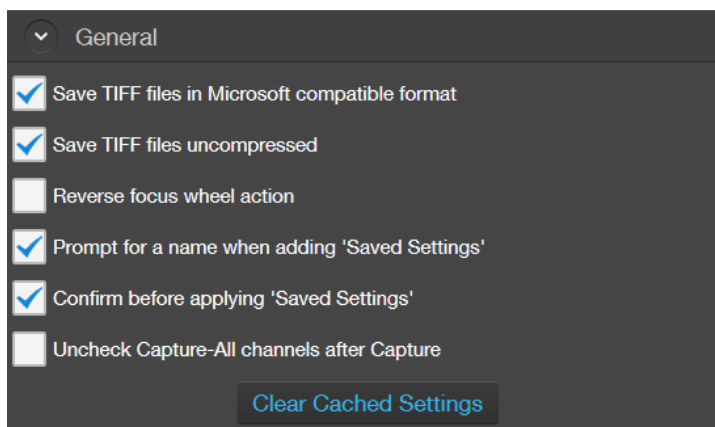 General
Save TIFF files in Microsoft compatible format
Save TIFF files uncompressed
Reverse focus wheel action
Prompt for a name when adding 'Saved Settings'
Confirm before applying 'Saved Settings'
Uncheck Capture-All channels after Capture
Clear Cached Settings